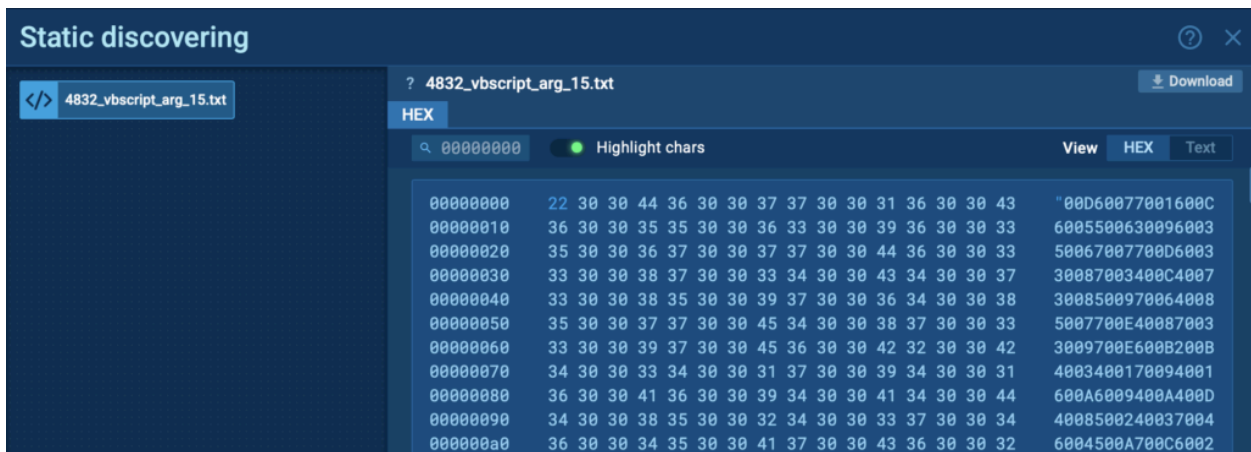 Static discovering
</> 4832_vbscript_arg_15.txt
? 4832_vbscript_arg_15.txt
Download
HEX
00000000 Highlight chars View HEX Text
00000000 22 30 30 44 36 30 30 37 37 30 30 31 36 30 30 43 "00D60077001600C
00000010 36 30 30 35 35 30 30 36 33 30 30 39 36 30 30 33 6005500630096003
00000020 35 30 30 36 37 30 30 37 37 30 30 44 36 30 30 33 50067007700D6003
00000030 33 30 30 38 37 30 30 33 34 30 30 43 34 30 30 37 30087003400C4007
00000040 33 30 30 38 35 30 30 39 37 30 30 36 34 30 30 38 3008500970064008
00000050 35 30 30 37 37 30 30 45 34 30 30 38 37 30 30 33 5007700E40087003
00000060 33 30 30 39 37 30 30 45 36 30 30 42 32 30 30 42 3009700E600B200B
00000070 34 30 30 33 34 30 30 31 37 30 30 39 34 30 30 31 4003400170094001
00000080 36 30 30 41 36 30 30 39 34 30 30 41 34 30 30 44 600A6009400A400D
00000090 34 30 30 38 35 30 30 32 34 30 30 33 37 30 30 34 4008500240037004
000000a0 36 30 30 34 35 30 30 41 37 30 30 43 36 30 30 32 6004500A700C6002